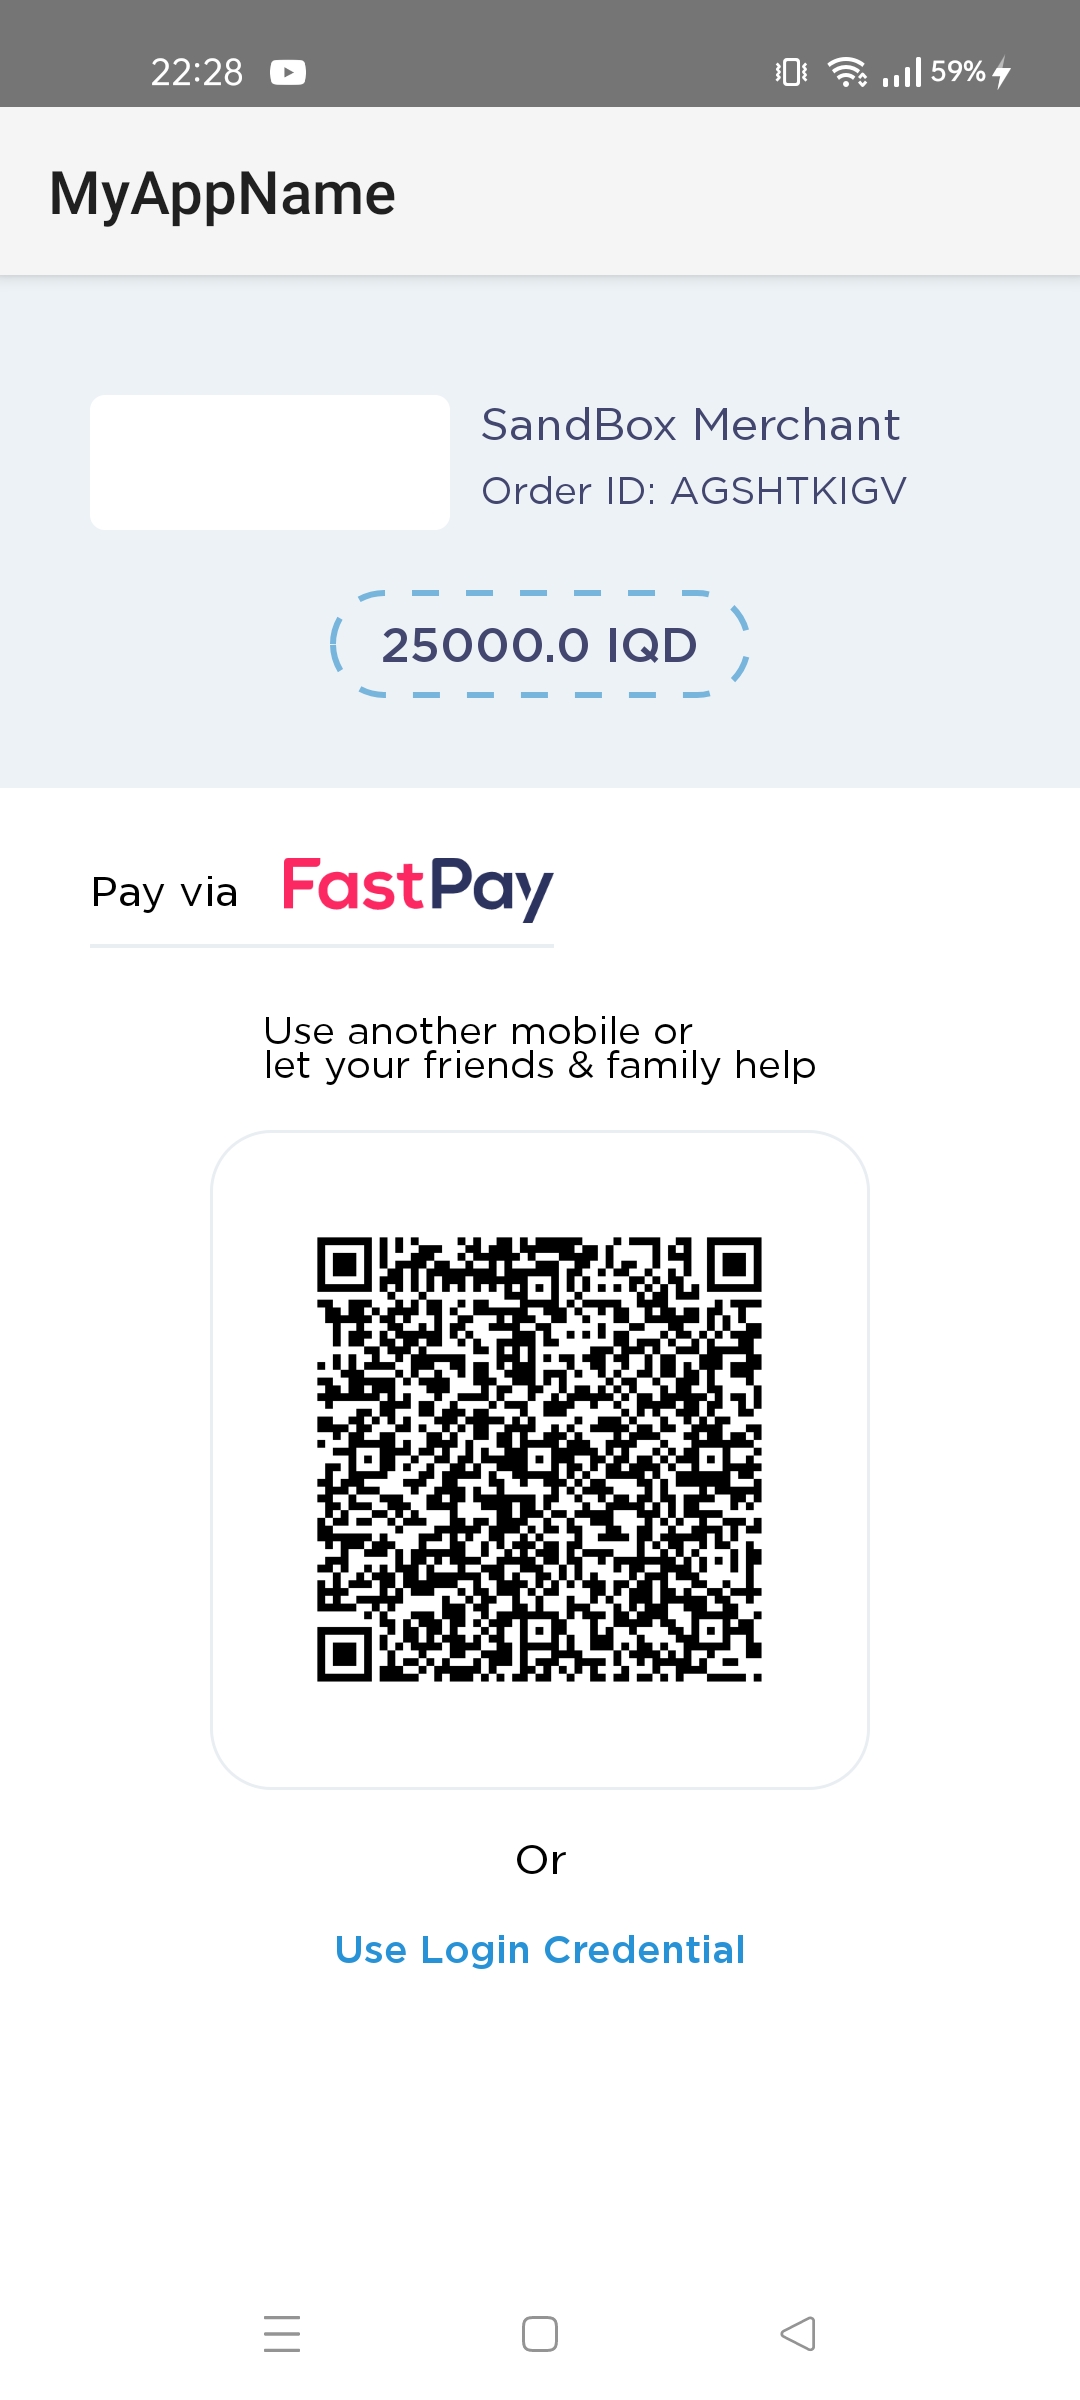 22:28
59%
MyAppName
SandBox Merchant
Order ID: AGSHTKIGV
25000.0 IQD
Pay via FastPay
Use another mobile or
let your friends & family help
Or
Use Login Credential